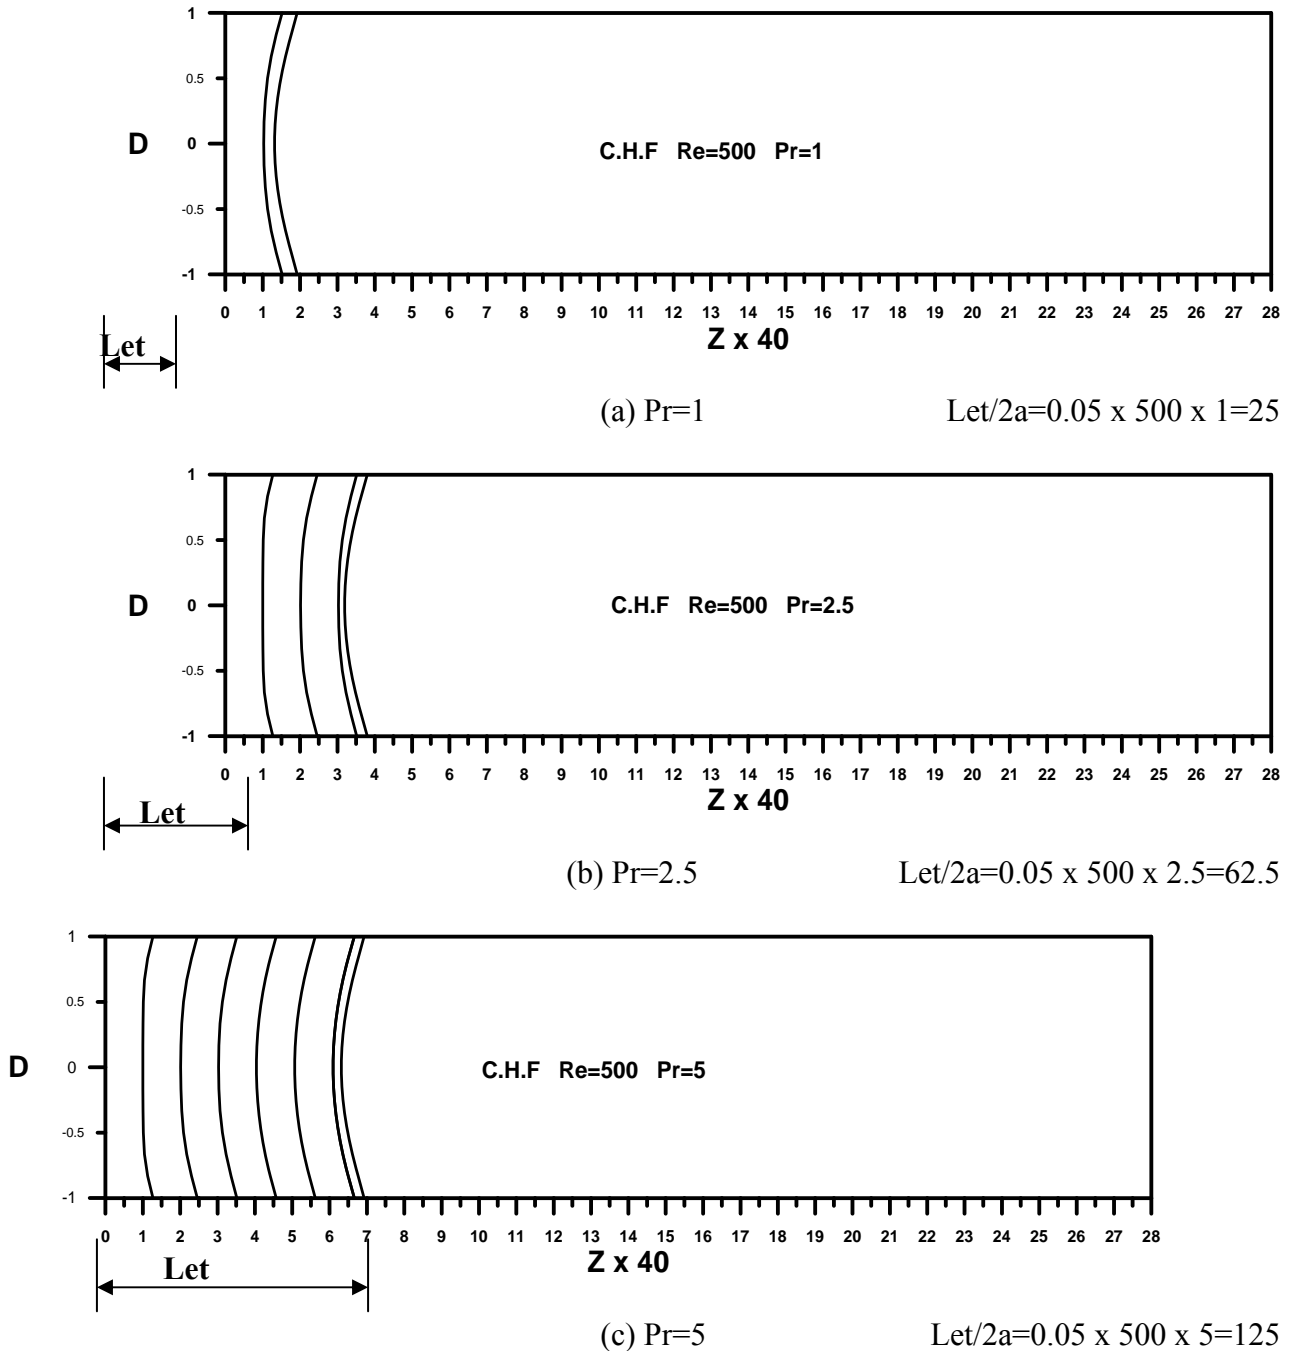 1
0.5
D
0
C.H.F Re=500 Pr=1
-0.5
-1
0 1 2 3 4 5 6 7 8 9 10 11 12 13 14 15 16 17 18 19 20 21 22 23 24 25 26 27 28
Z x 40
Let
(a) Pr=1 Let/2a=0.05 x 500 x 1=25
1
0.5
D
0
C.H.F Re=500 Pr=2.5
-0.5
-1
0 1 2 3 4 5 6 7 8 9 10 11 12 13 14 15 16 17 18 19 20 21 22 23 24 25 26 27 28
Z x 40
Let
(b) Pr=2.5 Let/2a=0.05 x 500 x 2.5=62.5
1
0.5
D
0
C.H.F Re=500 Pr=5
-0.5
-1
0 1 2 3 4 5 6 7 8 9 10 11 12 13 14 15 16 17 18 19 20 21 22 23 24 25 26 27 28
Z x 40
Let
(c) Pr=5 Let/2a=0.05 x 500 x 5=125